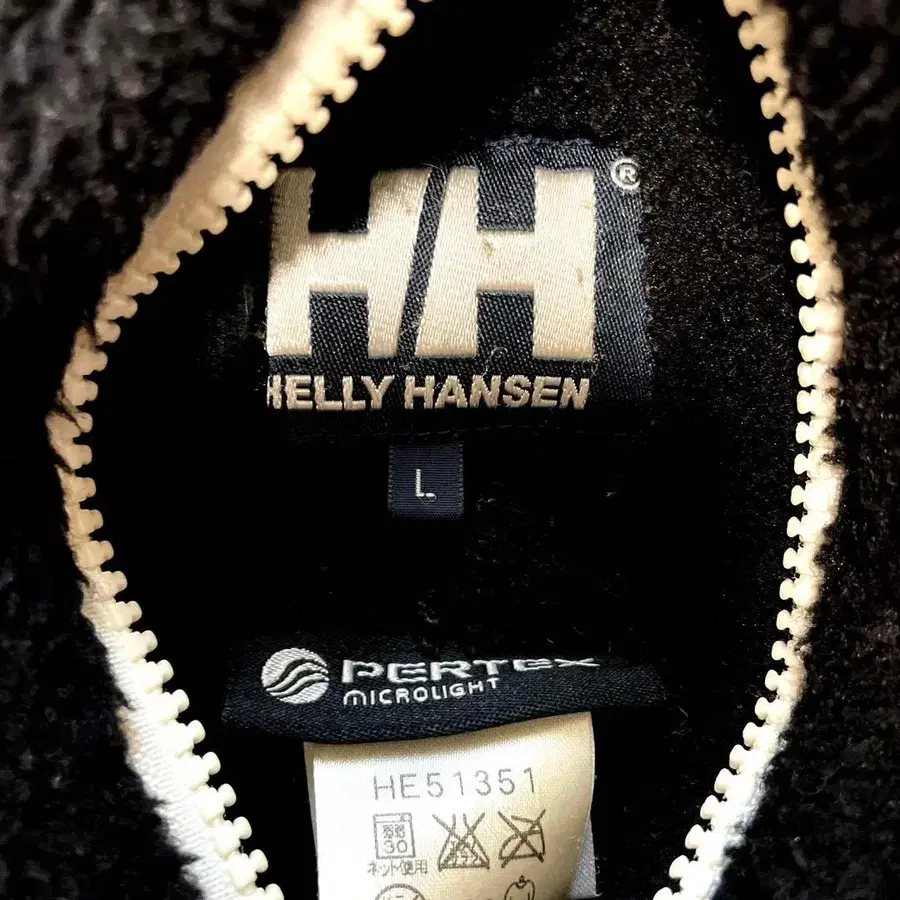 HH®
HELLY HANSEN
L
PERTEX
MICROLIGHT
HE51351
30
ネット使用